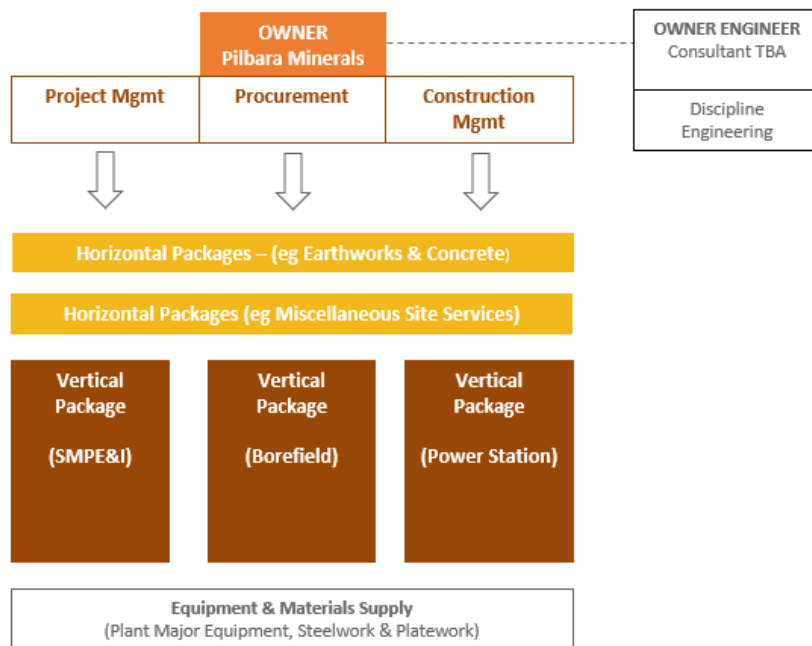 OWNER
Pilbara Minerals
OWNER ENGINEER
Consultant TBA
Project Mgmt
Procurement
Construction
Mgmt
Discipline
Engineering
Horizontal Packages – (eg Earthworks & Concrete)
Horizontal Packages (eg Miscellaneous Site Services)
Vertical
Package
(SMPE&I)
Vertical
Package
(Borefield)
Vertical
Package
(Power Station)
Equipment & Materials Supply
(Plant Major Equipment, Steelwork & Platework)